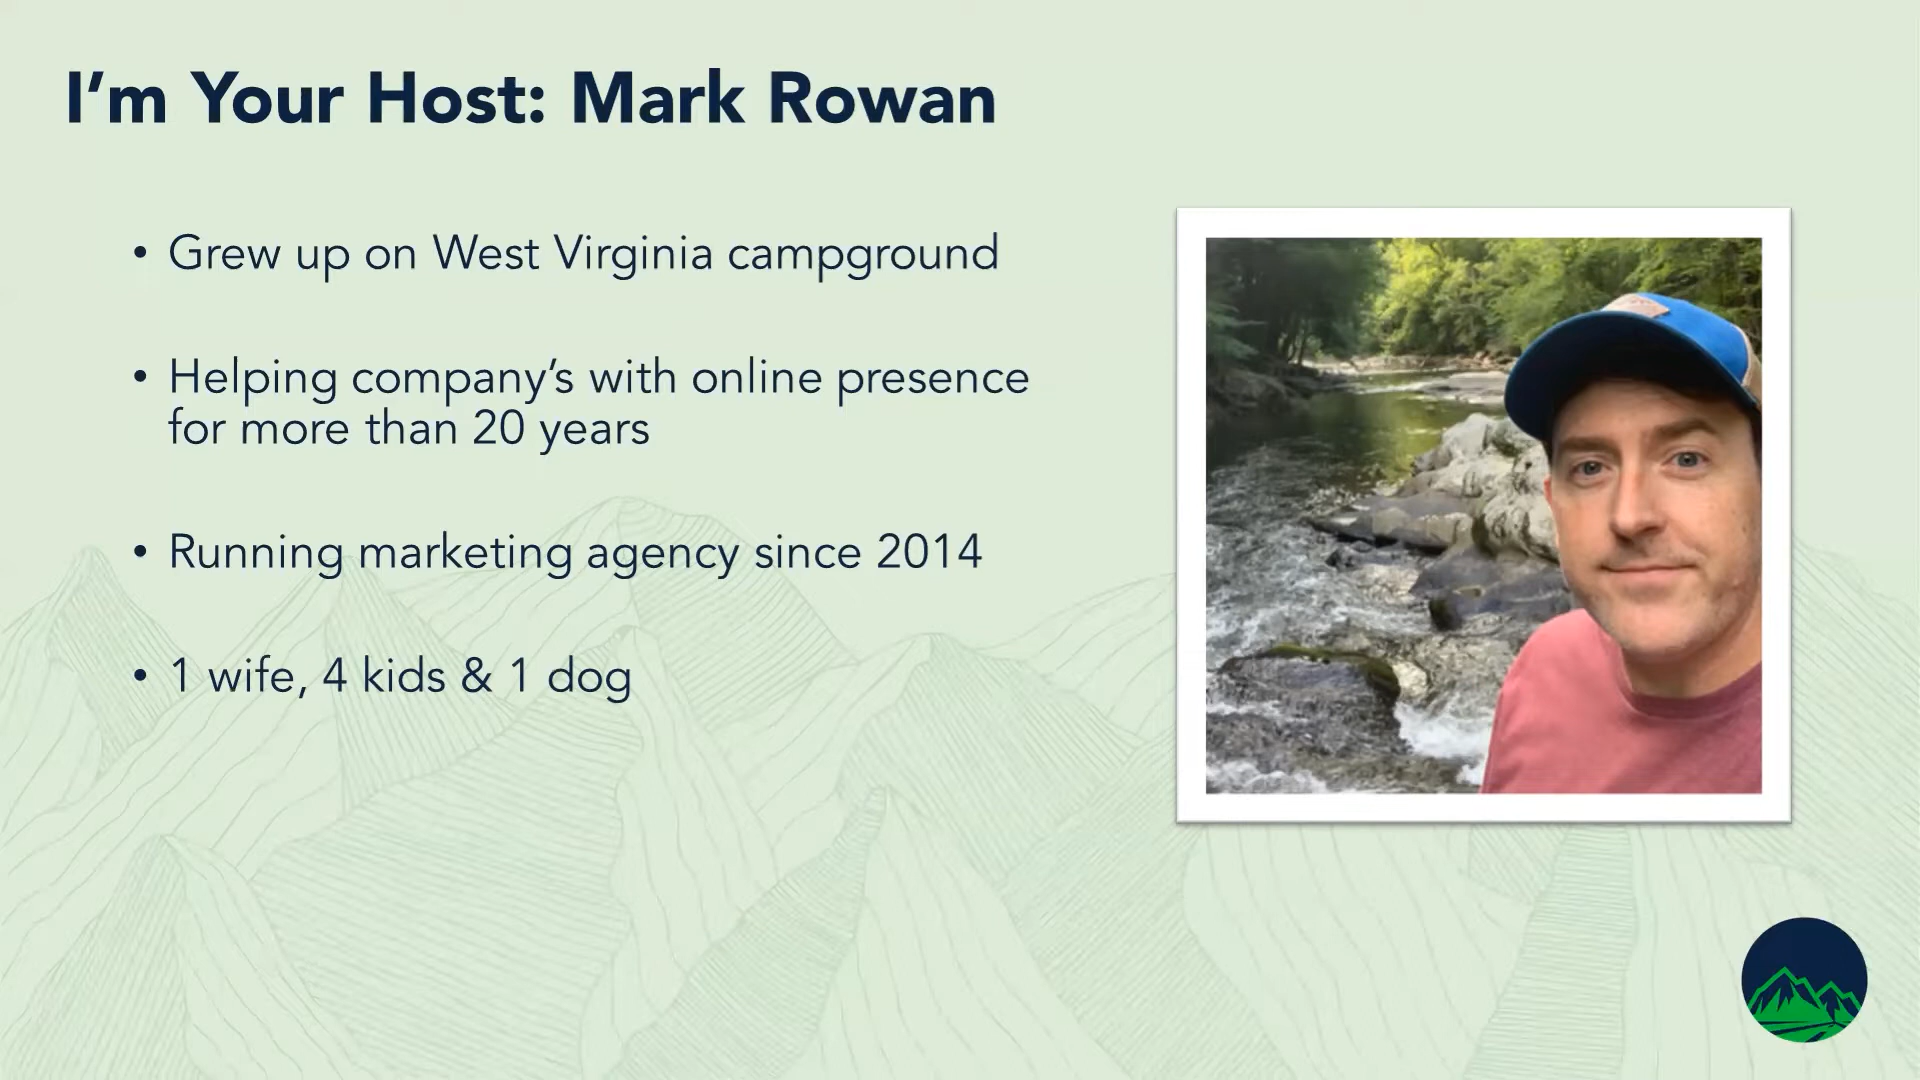 I’m Your Host: Mark Rowan
• Grew up on West Virginia campground
• Helping company’s with online presence
for more than 20 years
• Running marketing agency since 2014
• 1 wife, 4 kids & 1 dog